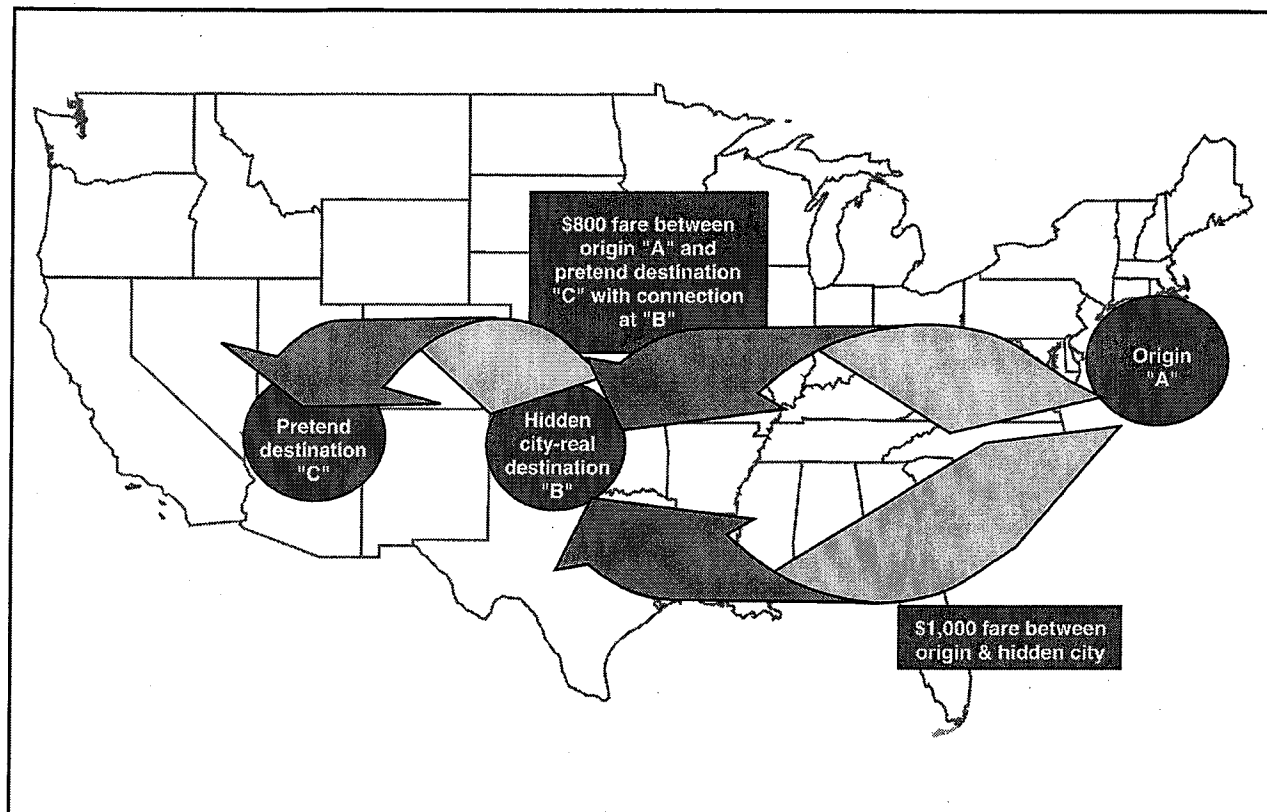 $800 fare between
origin "A" and
pretend destination
"C" with connection
at "B"
Origin
"A"
Pretend
destination
"C"
Hidden
city-real
destination
"B"
$1,000 fare between
origin & hidden city